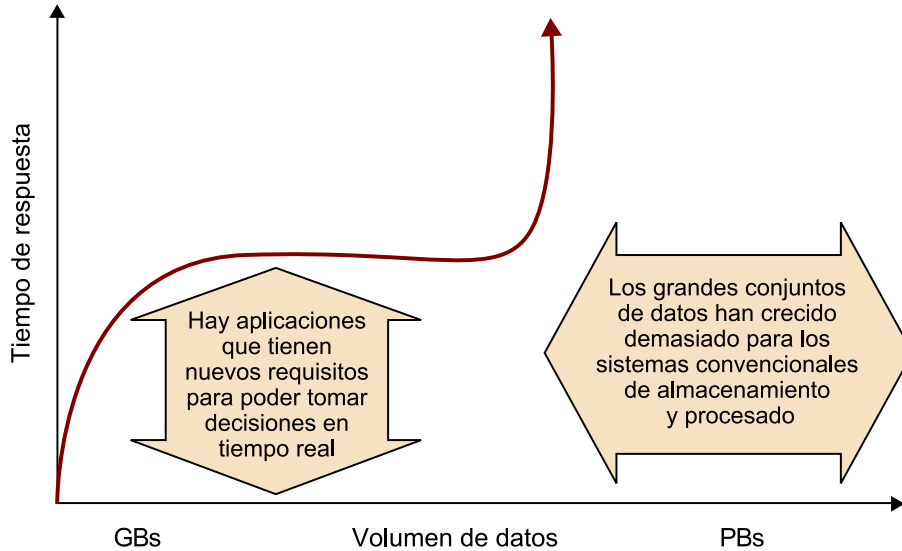 Tiempo de respuesta
Hay aplicaciones
que tienen
nuevos requisitos
para poder tomar
decisiones en
tiempo real
Los grandes conjuntos
de datos han crecido
demasiado para los
sistemas convencionales
de almacenamiento
y procesado
GBs
Volumen de datos
PBs